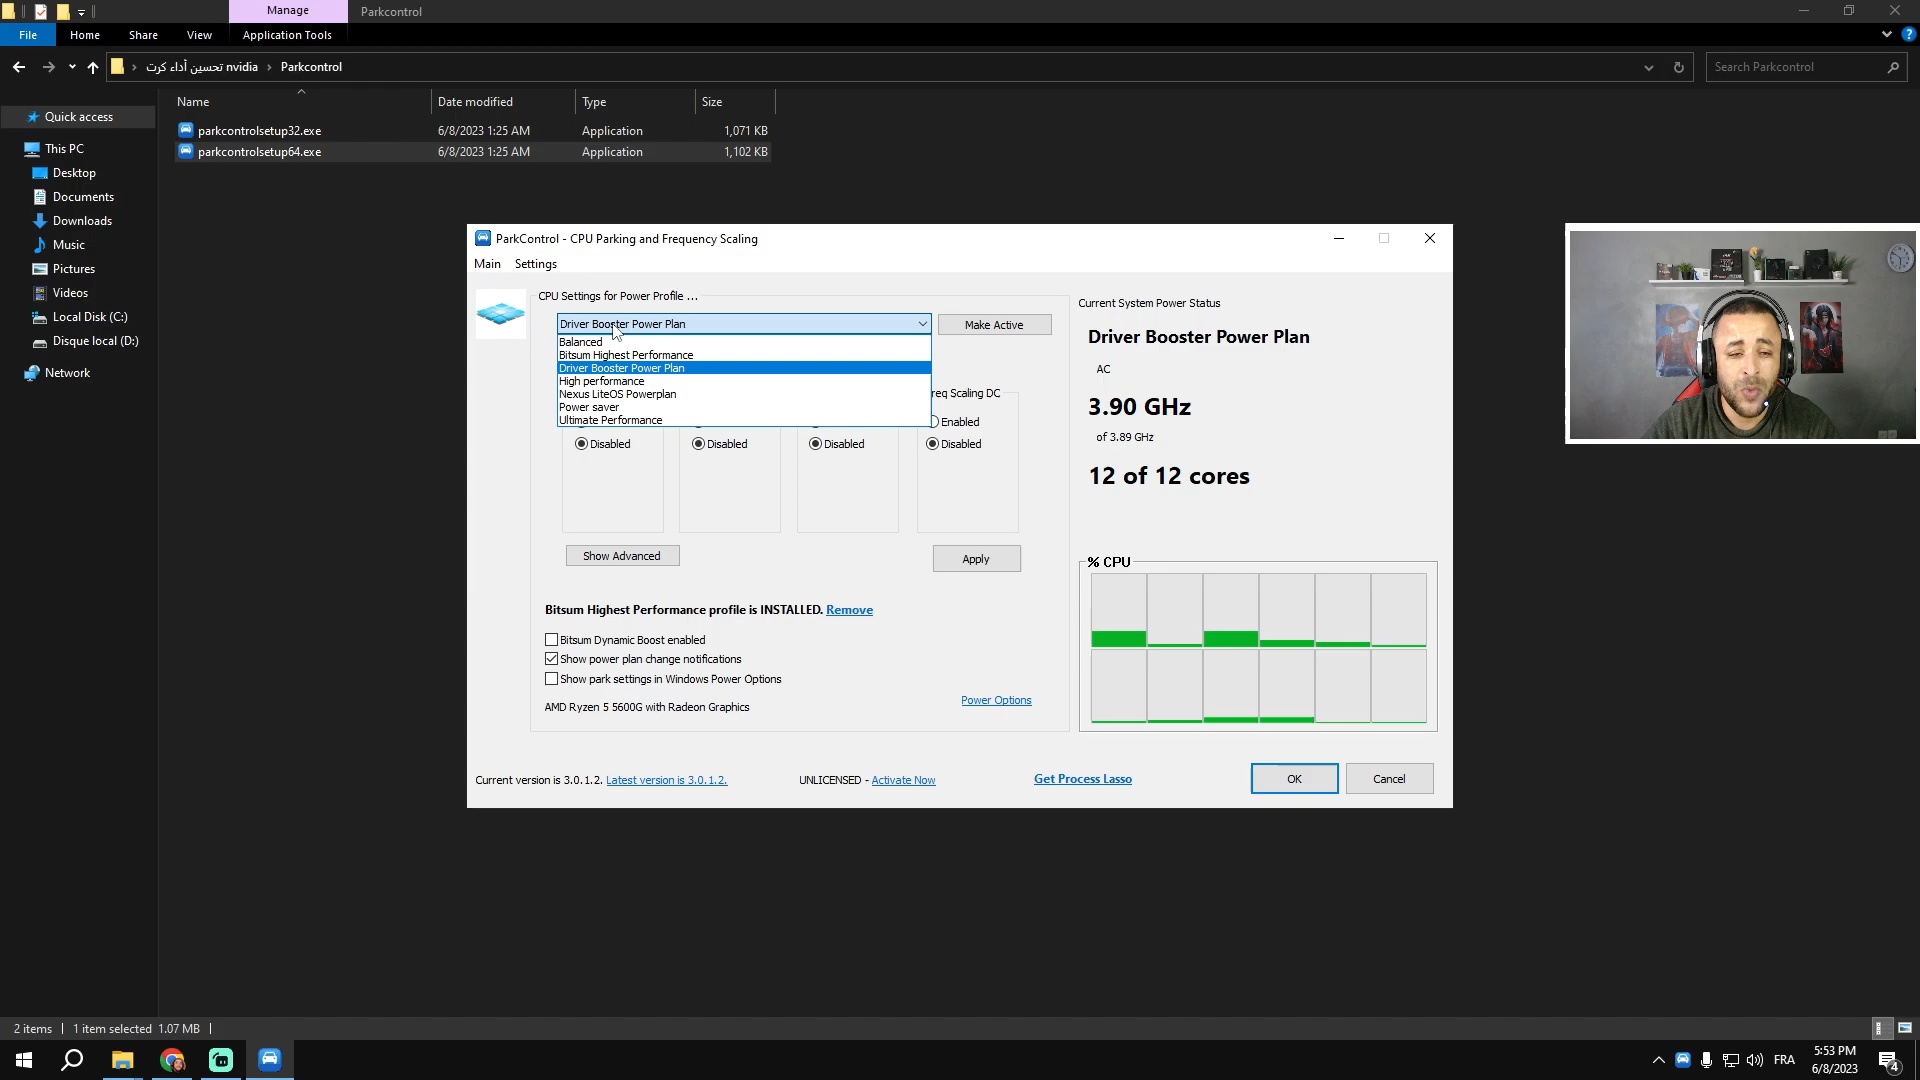 Manage
Parkcontrol
File
Home
Share
View
Application Tools
تحسين أداء كرت nvidia
Parkcontrol
Search Parkcontrol
Name
Date modified
Type
Size
parkcontrolsetup32.exe
6/8/2023 1:25 AM
Application
1,071 KB
parkcontrolsetup64.exe
6/8/2023 1:25 AM
Application
1,102 KB
Quick access
This PC
Desktop
Documents
Downloads
Music
Pictures
Videos
Local Disk (C:)
Disque local (D:)
Network
ParkControl - CPU Parking and Frequency Scaling
Main
Settings
CPU Settings for Power Profile ...
Driver Booster Power Plan
Make Active
Balanced
Bitsum Highest Performance
Driver Booster Power Plan
High performance
Nexus LiteOS Powerplan
Power saver
Ultimate Performance
req Scaling DC
Enabled
Disabled
Disabled
Disabled
Disabled
Show Advanced
Apply
Bitsum Highest Performance profile is INSTALLED. Remove
Bitsum Dynamic Boost enabled
Show power plan change notifications
Show park settings in Windows Power Options
AMD Ryzen 5 5600G with Radeon Graphics
Power Options
Current System Power Status
Driver Booster Power Plan
AC
3.90 GHz
of 3.89 GHz
12 of 12 cores
% CPU
Current version is 3.0.1.2. Latest version is 3.0.1.2.
UNLICENSED - Activate Now
Get Process Lasso
OK
Cancel
2 items
1 item selected 1.07 MB
FRA
5:53 PM
6/8/2023
4